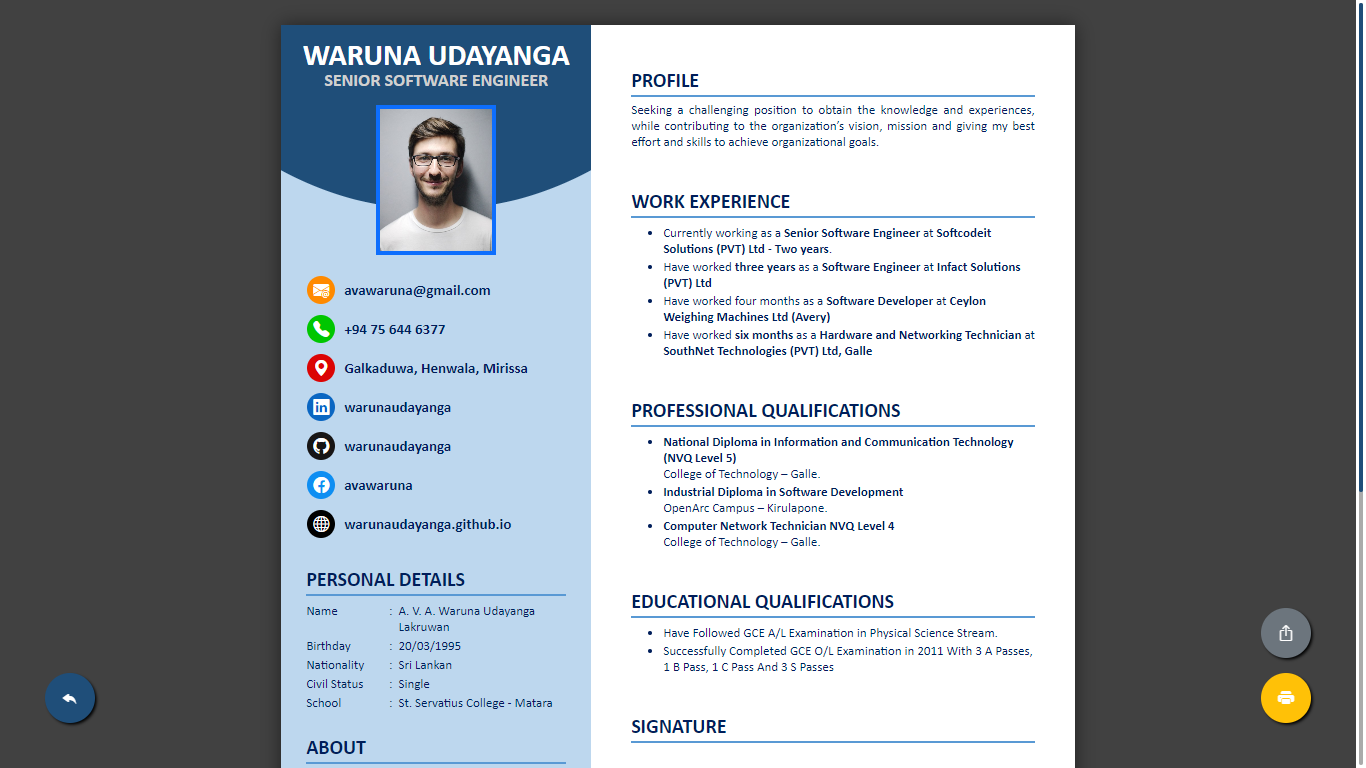 WARUNA UDAYANGA
SENIOR SOFTWARE ENGINEER
avawaruna@gmail.com
+94 75 644 6377
Galkaduwa, Henwala, Mirissa
warunaudayanga
warunaudayanga
avawaruna
warunaudayanga.github.io
PERSONAL DETAILS
Name : A. V. A. Waruna Udayanga
Lakruwan
Birthday : 20/03/1995
Nationality : Sri Lankan
Civil Status : Single
School : St. Servatius College - Matara
ABOUT
PROFILE
Seeking a challenging position to obtain the knowledge and experiences,
while contributing to the organization’s vision, mission and giving my best
effort and skills to achieve organizational goals.
WORK EXPERIENCE
• Currently working as a Senior Software Engineer at Softcodeit
Solutions (PVT) Ltd - Two years.
• Have worked three years as a Software Engineer at Infact Solutions
(PVT) Ltd
• Have worked four months as a Software Developer at Ceylon
Weighing Machines Ltd (Avery)
• Have worked six months as a Hardware and Networking Technician at
SouthNet Technologies (PVT) Ltd, Galle
PROFESSIONAL QUALIFICATIONS
• National Diploma in Information and Communication Technology
(NVQ Level 5)
College of Technology – Galle.
• Industrial Diploma in Software Development
OpenArc Campus – Kirulapone.
• Computer Network Technician NVQ Level 4
College of Technology – Galle.
EDUCATIONAL QUALIFICATIONS
• Have Followed GCE A/L Examination in Physical Science Stream.
• Successfully Completed GCE O/L Examination in 2011 With 3 A Passes,
1 B Pass, 1 C Pass And 3 S Passes
SIGNATURE